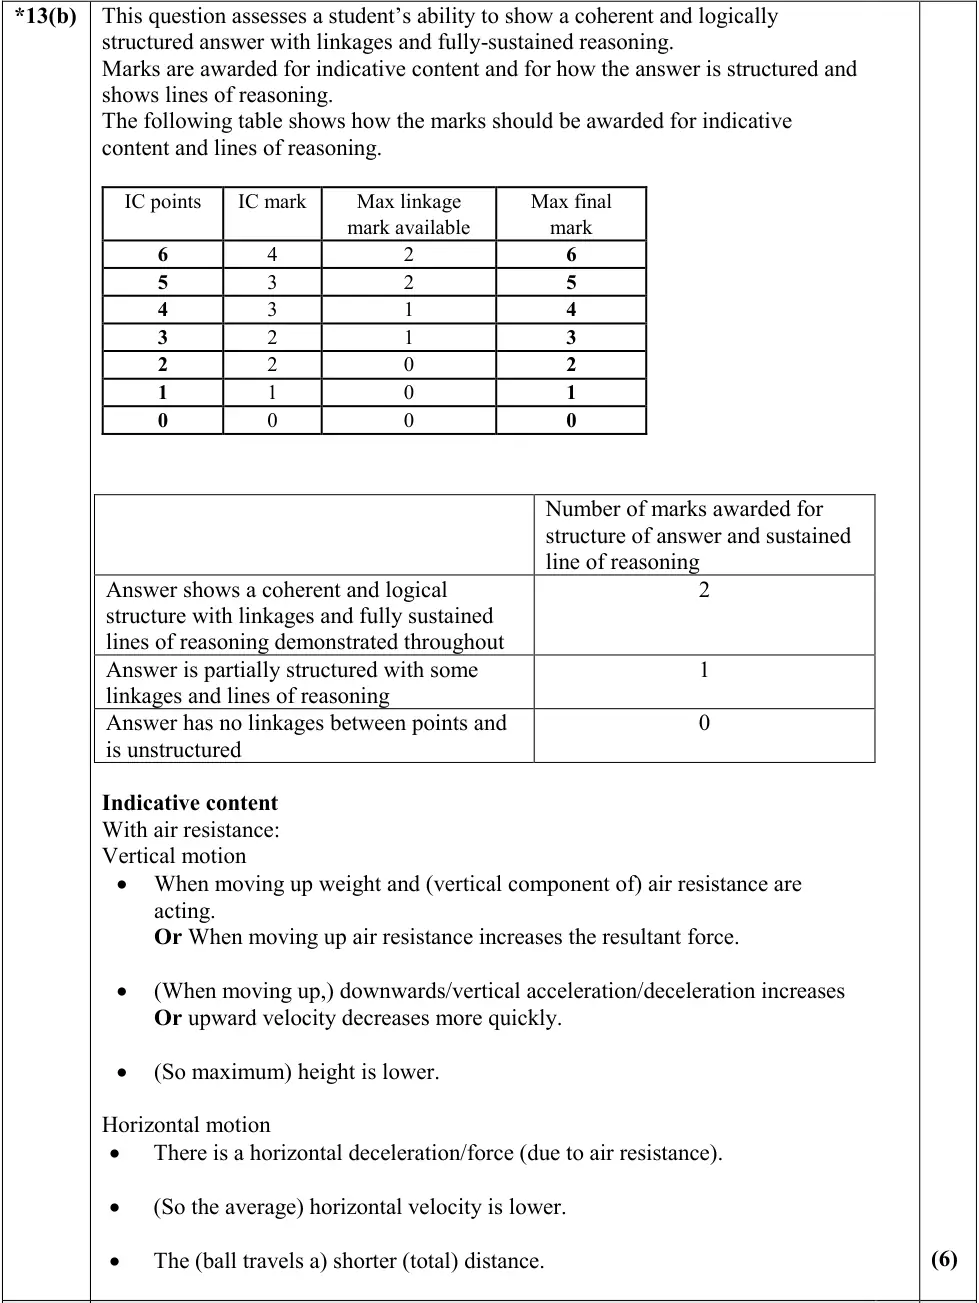 *13(b) This question assesses a student's ability to show a coherent and logically
structured answer with linkages and fully-sustained reasoning.
Marks are awarded for indicative content and for how the answer is structured and
shows lines of reasoning.
The following table shows how the marks should be awarded for indicative
content and lines of reasoning.
IC points IC mark Max linkage mark available Max final mark
6 4 2 6
5 3 2 5
4 3 1 4
3 2 1 3
2 2 0 2
1 1 0 1
0 0 0 0
Number of marks awarded for
structure of answer and sustained
line of reasoning
Answer shows a coherent and logical 2
structure with linkages and fully sustained
lines of reasoning demonstrated throughout
Answer is partially structured with some 1
linkages and lines of reasoning
Answer has no linkages between points and 0
is unstructured
Indicative content
With air resistance:
Vertical motion
• When moving up weight and (vertical component of) air resistance are
acting.
Or When moving up air resistance increases the resultant force.
• (When moving up,) downwards/vertical acceleration/deceleration increases
Or upward velocity decreases more quickly.
• (So maximum) height is lower.
Horizontal motion
• There is a horizontal deceleration/force (due to air resistance).
• (So the average) horizontal velocity is lower.
• The (ball travels a) shorter (total) distance. (6)